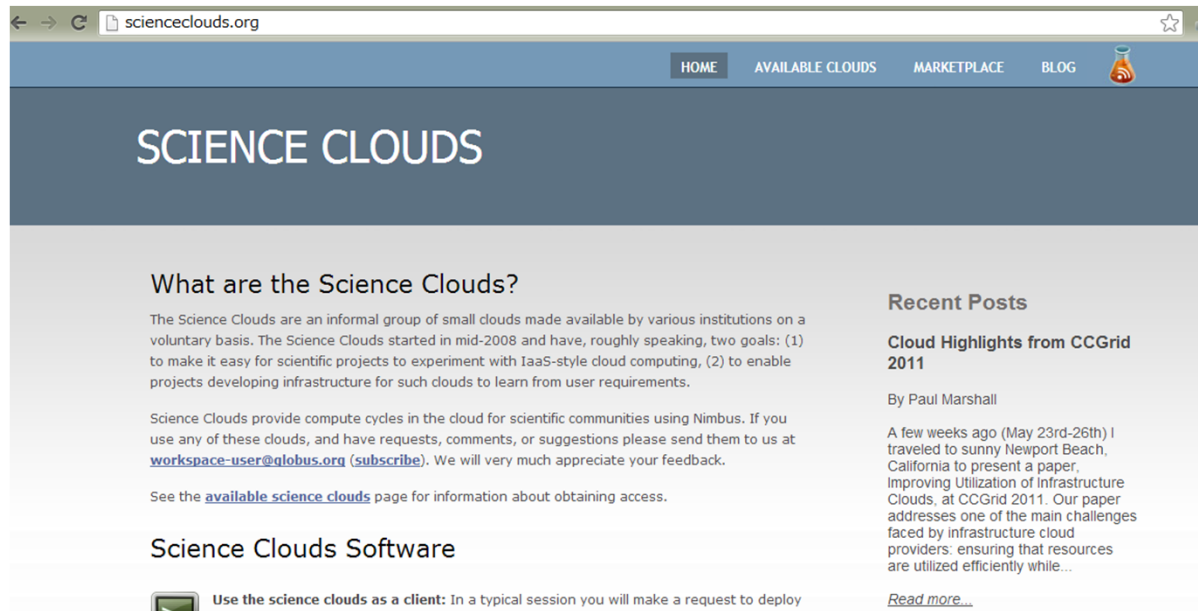 scienceclouds.org
HOME AVAILABLE CLOUDS MARKETPLACE BLOG
SCIENCE CLOUDS
What are the Science Clouds?
The Science Clouds are an informal group of small clouds made available by various institutions on a
voluntary basis. The Science Clouds started in mid-2008 and have, roughly speaking, two goals: (1)
to make it easy for scientific projects to experiment with IaaS-style cloud computing, (2) to enable
projects developing infrastructure for such clouds to learn from user requirements.
Science Clouds provide compute cycles in the cloud for scientific communities using Nimbus. If you
use any of these clouds, and have requests, comments, or suggestions please send them to us at
workspace-user@globus.org (subscribe). We will very much appreciate your feedback.
See the available science clouds page for information about obtaining access.
Science Clouds Software
Use the science clouds as a client: In a typical session you will make a request to deploy
Recent Posts
Cloud Highlights from CCGrid
2011
By Paul Marshall
A few weeks ago (May 23rd-26th) I
traveled to sunny Newport Beach,
California to present a paper,
Improving Utilization of Infrastructure
Clouds, at CCGrid 2011. Our paper
addresses one of the main challenges
faced by infrastructure cloud
providers: ensuring that resources
are utilized efficiently while...
Read more...